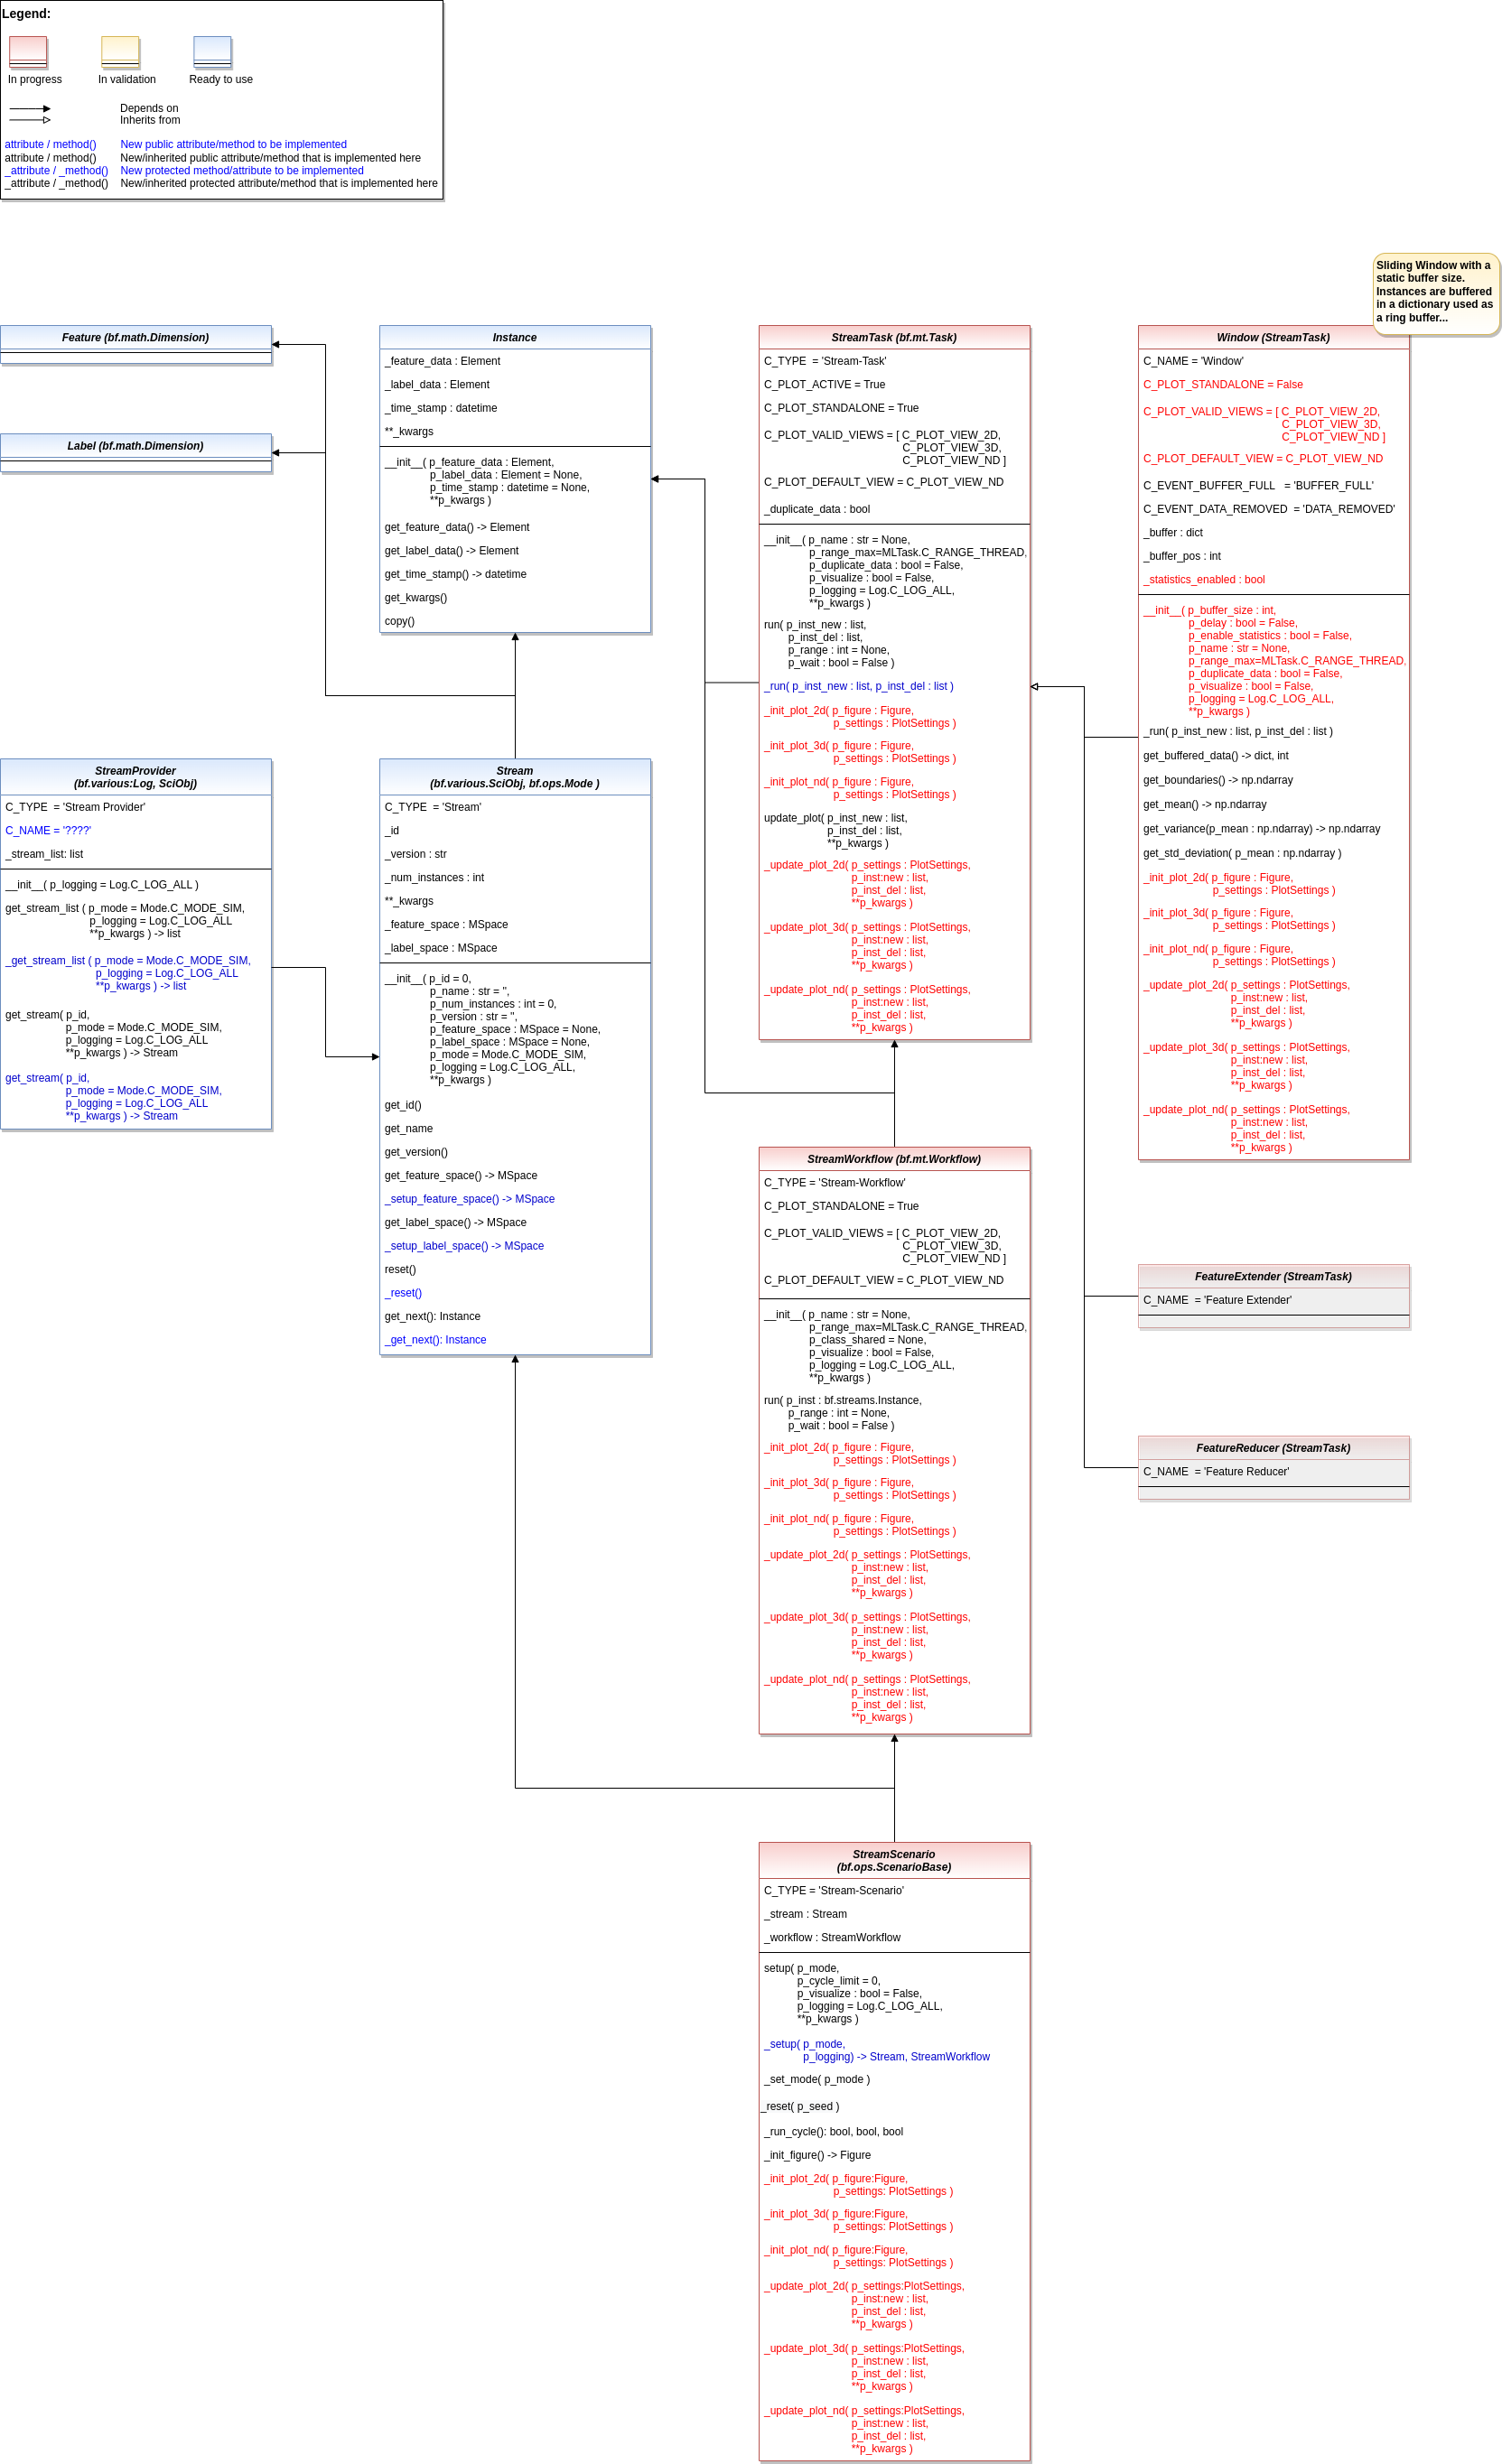 Legend:
In progress
In validation
Ready to use
Depends on
Inherits from
attribute / method() New public attribute/method to be implemented
attribute / method() New/inherited public attribute/method that is implemented here
_attribute / _method() New protected method/attribute to be implemented
_attribute / _method() New/inherited protected attribute/method that is implemented here
Sliding Window with a
static buffer size.
Instances are buffered
in a dictionary used as
a ring buffer...
Feature (bf.math.Dimension)
Label (bf.math.Dimension)
Instance
_feature_data : Element
_label_data : Element
_time_stamp : datetime
**_kwargs
__init__( p_feature_data : Element,
p_label_data : Element = None,
p_time_stamp : datetime = None,
**p_kwargs )
get_feature_data() -> Element
get_label_data() -> Element
get_time_stamp() -> datetime
get_kwargs()
copy()
StreamTask (bf.mt.Task)
C_TYPE = 'Stream-Task'
C_PLOT_ACTIVE = True
C_PLOT_STANDALONE = True
C_PLOT_VALID_VIEWS = [ C_PLOT_VIEW_2D,
C_PLOT_VIEW_3D,
C_PLOT_VIEW_ND ]
C_PLOT_DEFAULT_VIEW = C_PLOT_VIEW_ND
_duplicate_data : bool
__init__( p_name : str = None,
p_range_max=MLTask.C_RANGE_THREAD,
p_duplicate_data : bool = False,
p_visualize : bool = False,
p_logging = Log.C_LOG_ALL,
**p_kwargs )
run( p_inst_new : list,
p_inst_del : list,
p_range : int = None,
p_wait : bool = False )
_run( p_inst_new : list, p_inst_del : list )
_init_plot_2d( p_figure : Figure,
p_settings : PlotSettings )
_init_plot_3d( p_figure : Figure,
p_settings : PlotSettings )
_init_plot_nd( p_figure : Figure,
p_settings : PlotSettings )
update_plot( p_inst_new : list,
p_inst_del : list,
**p_kwargs )
_update_plot_2d( p_settings : PlotSettings,
p_inst:new : list,
p_inst_del : list,
**p_kwargs )
_update_plot_3d( p_settings : PlotSettings,
p_inst:new : list,
p_inst_del : list,
**p_kwargs )
_update_plot_nd( p_settings : PlotSettings,
p_inst:new : list,
p_inst_del : list,
**p_kwargs )
Window (StreamTask)
C_NAME = 'Window'
C_PLOT_STANDALONE = False
C_PLOT_VALID_VIEWS = [ C_PLOT_VIEW_2D,
C_PLOT_VIEW_3D,
C_PLOT_VIEW_ND ]
C_PLOT_DEFAULT_VIEW = C_PLOT_VIEW_ND
C_EVENT_BUFFER_FULL = 'BUFFER_FULL'
C_EVENT_DATA_REMOVED = 'DATA_REMOVED'
_buffer : dict
_buffer_pos : int
_statistics_enabled : bool
__init__( p_buffer_size : int,
p_delay : bool = False,
p_enable_statistics : bool = False,
p_name : str = None,
p_range_max=MLTask.C_RANGE_THREAD,
p_duplicate_data : bool = False,
p_visualize : bool = False,
p_logging = Log.C_LOG_ALL,
**p_kwargs )
_run( p_inst_new : list, p_inst_del : list )
get_buffered_data() -> dict, int
get_boundaries() -> np.ndarray
get_mean() -> np.ndarray
get_variance(p_mean : np.ndarray) -> np.ndarray
get_std_deviation( p_mean : np.ndarray )
_init_plot_2d( p_figure : Figure,
p_settings : PlotSettings )
_init_plot_3d( p_figure : Figure,
p_settings : PlotSettings )
_init_plot_nd( p_figure : Figure,
p_settings : PlotSettings )
_update_plot_2d( p_settings : PlotSettings,
p_inst:new : list,
p_inst_del : list,
**p_kwargs )
_update_plot_3d( p_settings : PlotSettings,
p_inst:new : list,
p_inst_del : list,
**p_kwargs )
_update_plot_nd( p_settings : PlotSettings,
p_inst:new : list,
p_inst_del : list,
**p_kwargs )
StreamProvider
(bf.various:Log, SciObj)
C_TYPE = 'Stream Provider'
C_NAME = '????'
_stream_list: list
__init__( p_logging = Log.C_LOG_ALL )
get_stream_list ( p_mode = Mode.C_MODE_SIM,
p_logging = Log.C_LOG_ALL
**p_kwargs ) -> list
_get_stream_list ( p_mode = Mode.C_MODE_SIM,
p_logging = Log.C_LOG_ALL
**p_kwargs ) -> list
get_stream( p_id,
p_mode = Mode.C_MODE_SIM,
p_logging = Log.C_LOG_ALL
**p_kwargs ) -> Stream
get_stream( p_id,
p_mode = Mode.C_MODE_SIM,
p_logging = Log.C_LOG_ALL
**p_kwargs ) -> Stream
Stream
(bf.various.SciObj, bf.ops.Mode )
C_TYPE = 'Stream'
_id
_version : str
_num_instances : int
**_kwargs
_feature_space : MSpace
_label_space : MSpace
__init__( p_id = 0,
p_name : str = '',
p_num_instances : int = 0,
p_version : str = '',
p_feature_space : MSpace = None,
p_label_space : MSpace = None,
p_mode = Mode.C_MODE_SIM,
p_logging = Log.C_LOG_ALL,
**p_kwargs )
get_id()
get_name
get_version()
get_feature_space() -> MSpace
_setup_feature_space() -> MSpace
get_label_space() -> MSpace
_setup_label_space() -> MSpace
reset()
_reset()
get_next(): Instance
_get_next(): Instance
StreamWorkflow (bf.mt.Workflow)
C_TYPE = 'Stream-Workflow'
C_PLOT_STANDALONE = True
C_PLOT_VALID_VIEWS = [ C_PLOT_VIEW_2D,
C_PLOT_VIEW_3D,
C_PLOT_VIEW_ND ]
C_PLOT_DEFAULT_VIEW = C_PLOT_VIEW_ND
__init__( p_name : str = None,
p_range_max=MLTask.C_RANGE_THREAD,
p_class_shared = None,
p_visualize : bool = False,
p_logging = Log.C_LOG_ALL,
**p_kwargs )
run( p_inst : bf.streams.Instance,
p_range : int = None,
p_wait : bool = False )
_init_plot_2d( p_figure : Figure,
p_settings : PlotSettings )
_init_plot_3d( p_figure : Figure,
p_settings : PlotSettings )
_init_plot_nd( p_figure : Figure,
p_settings : PlotSettings )
_update_plot_2d( p_settings : PlotSettings,
p_inst:new : list,
p_inst_del : list,
**p_kwargs )
_update_plot_3d( p_settings : PlotSettings,
p_inst:new : list,
p_inst_del : list,
**p_kwargs )
_update_plot_nd( p_settings : PlotSettings,
p_inst:new : list,
p_inst_del : list,
**p_kwargs )
FeatureExtender (StreamTask)
C_NAME = 'Feature Extender'
FeatureReducer (StreamTask)
C_NAME = 'Feature Reducer'
StreamScenario
(bf.ops.ScenarioBase)
C_TYPE = 'Stream-Scenario'
_stream : Stream
_workflow : StreamWorkflow
setup( p_mode,
p_cycle_limit = 0,
p_visualize : bool = False,
p_logging = Log.C_LOG_ALL,
**p_kwargs )
_setup( p_mode,
p_logging) -> Stream, StreamWorkflow
_set_mode( p_mode )
_reset( p_seed )
_run_cycle(): bool, bool, bool
_init_figure() -> Figure
_init_plot_2d( p_figure:Figure,
p_settings: PlotSettings )
_init_plot_3d( p_figure:Figure,
p_settings: PlotSettings )
_init_plot_nd( p_figure:Figure,
p_settings: PlotSettings )
_update_plot_2d( p_settings:PlotSettings,
p_inst:new : list,
p_inst_del : list,
**p_kwargs )
_update_plot_3d( p_settings:PlotSettings,
p_inst:new : list,
p_inst_del : list,
**p_kwargs )
_update_plot_nd( p_settings:PlotSettings,
p_inst:new : list,
p_inst_del : list,
**p_kwargs )